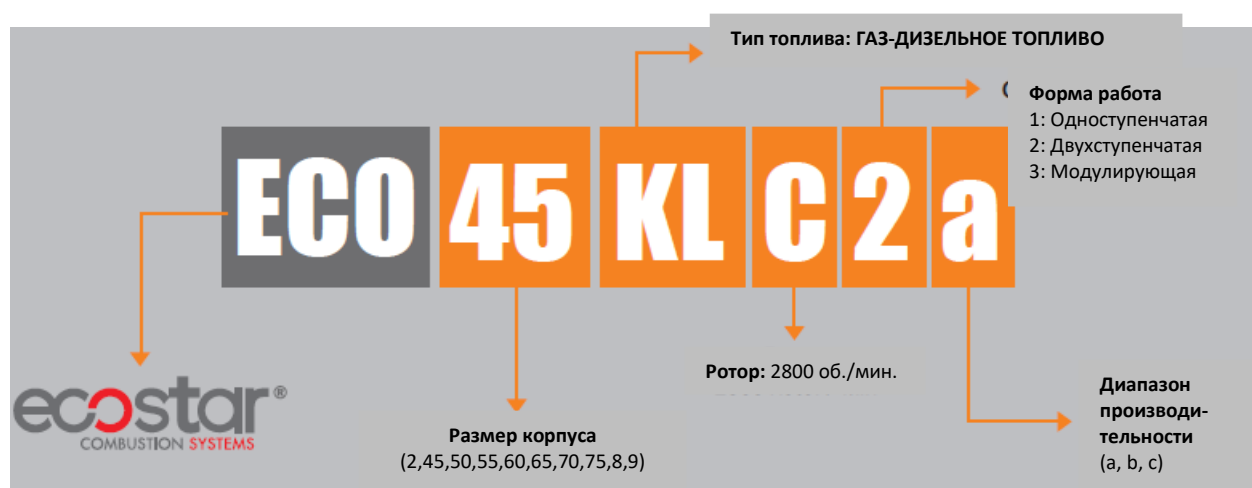 Тип топлива: ГАЗ-ДИЗЕЛЬНОЕ ТОПЛИВО
Форма работа
1: Одноступенчатая
2: Двухступенчатая
3: Модулирующая
ECO 45 KL C 2 a
Ротор: 2800 об./мин.
ecostar®
COMBUSTION SYSTEMS
Размер корпуса
(2,45,50,55,60,65,70,75,8,9)
Диапазон
производи-
тельности
(a, b, c)